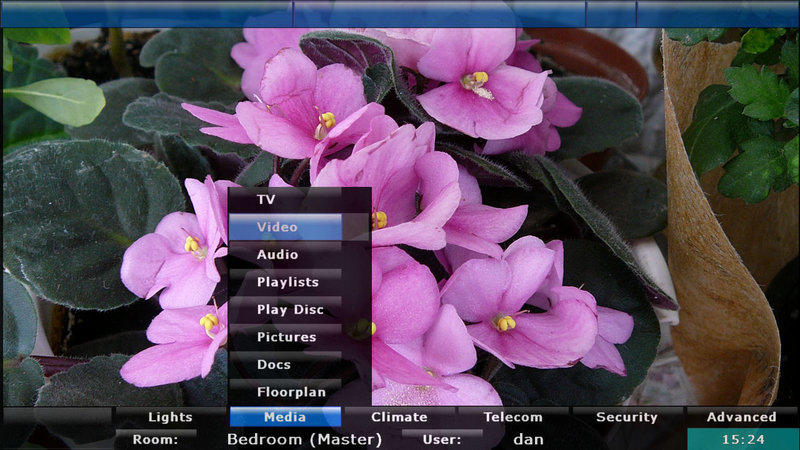 TV
Video
Audio
Playlists
Play Disc
Pictures
Docs
Floorplan
Lights Media Climate Telecom Security Advanced
Room: Bedroom (Master) User: dan 15:24